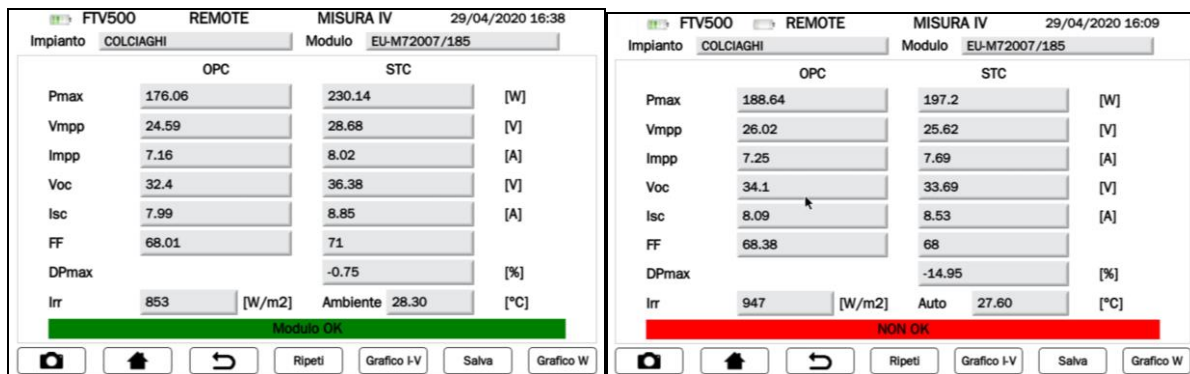 FTV500 REMOTE MISURA IV 29/04/2020 16:38
Impianto COLCIAGHI Modulo EU-M72007/185
OPC STC
Pmax 176.06 230.14 [W]
Vmpp 24.59 28.68 [V]
Impp 7.16 8.02 [A]
Voc 32.4 36.38 [V]
Isc 7.99 8.85 [A]
FF 68.01 71
DPmax -0.75 [%]
Irr 853 [W/m2] Ambiente 28.30 [°C]
Modulo OK
Ripeti Grafico I-V Salva Grafico W
FTV500 REMOTE MISURA IV 29/04/2020 16:09
Impianto COLCIAGHI Modulo EU-M72007/185
OPC STC
Pmax 188.64 197.2 [W]
Vmpp 26.02 25.62 [V]
Impp 7.25 7.69 [A]
Voc 34.1 33.69 [V]
Isc 8.09 8.53 [A]
FF 68.38 68
DPmax -14.95 [%]
Irr 947 [W/m2] Auto 27.60 [°C]
NON OK
Ripeti Grafico I-V Salva Grafico W